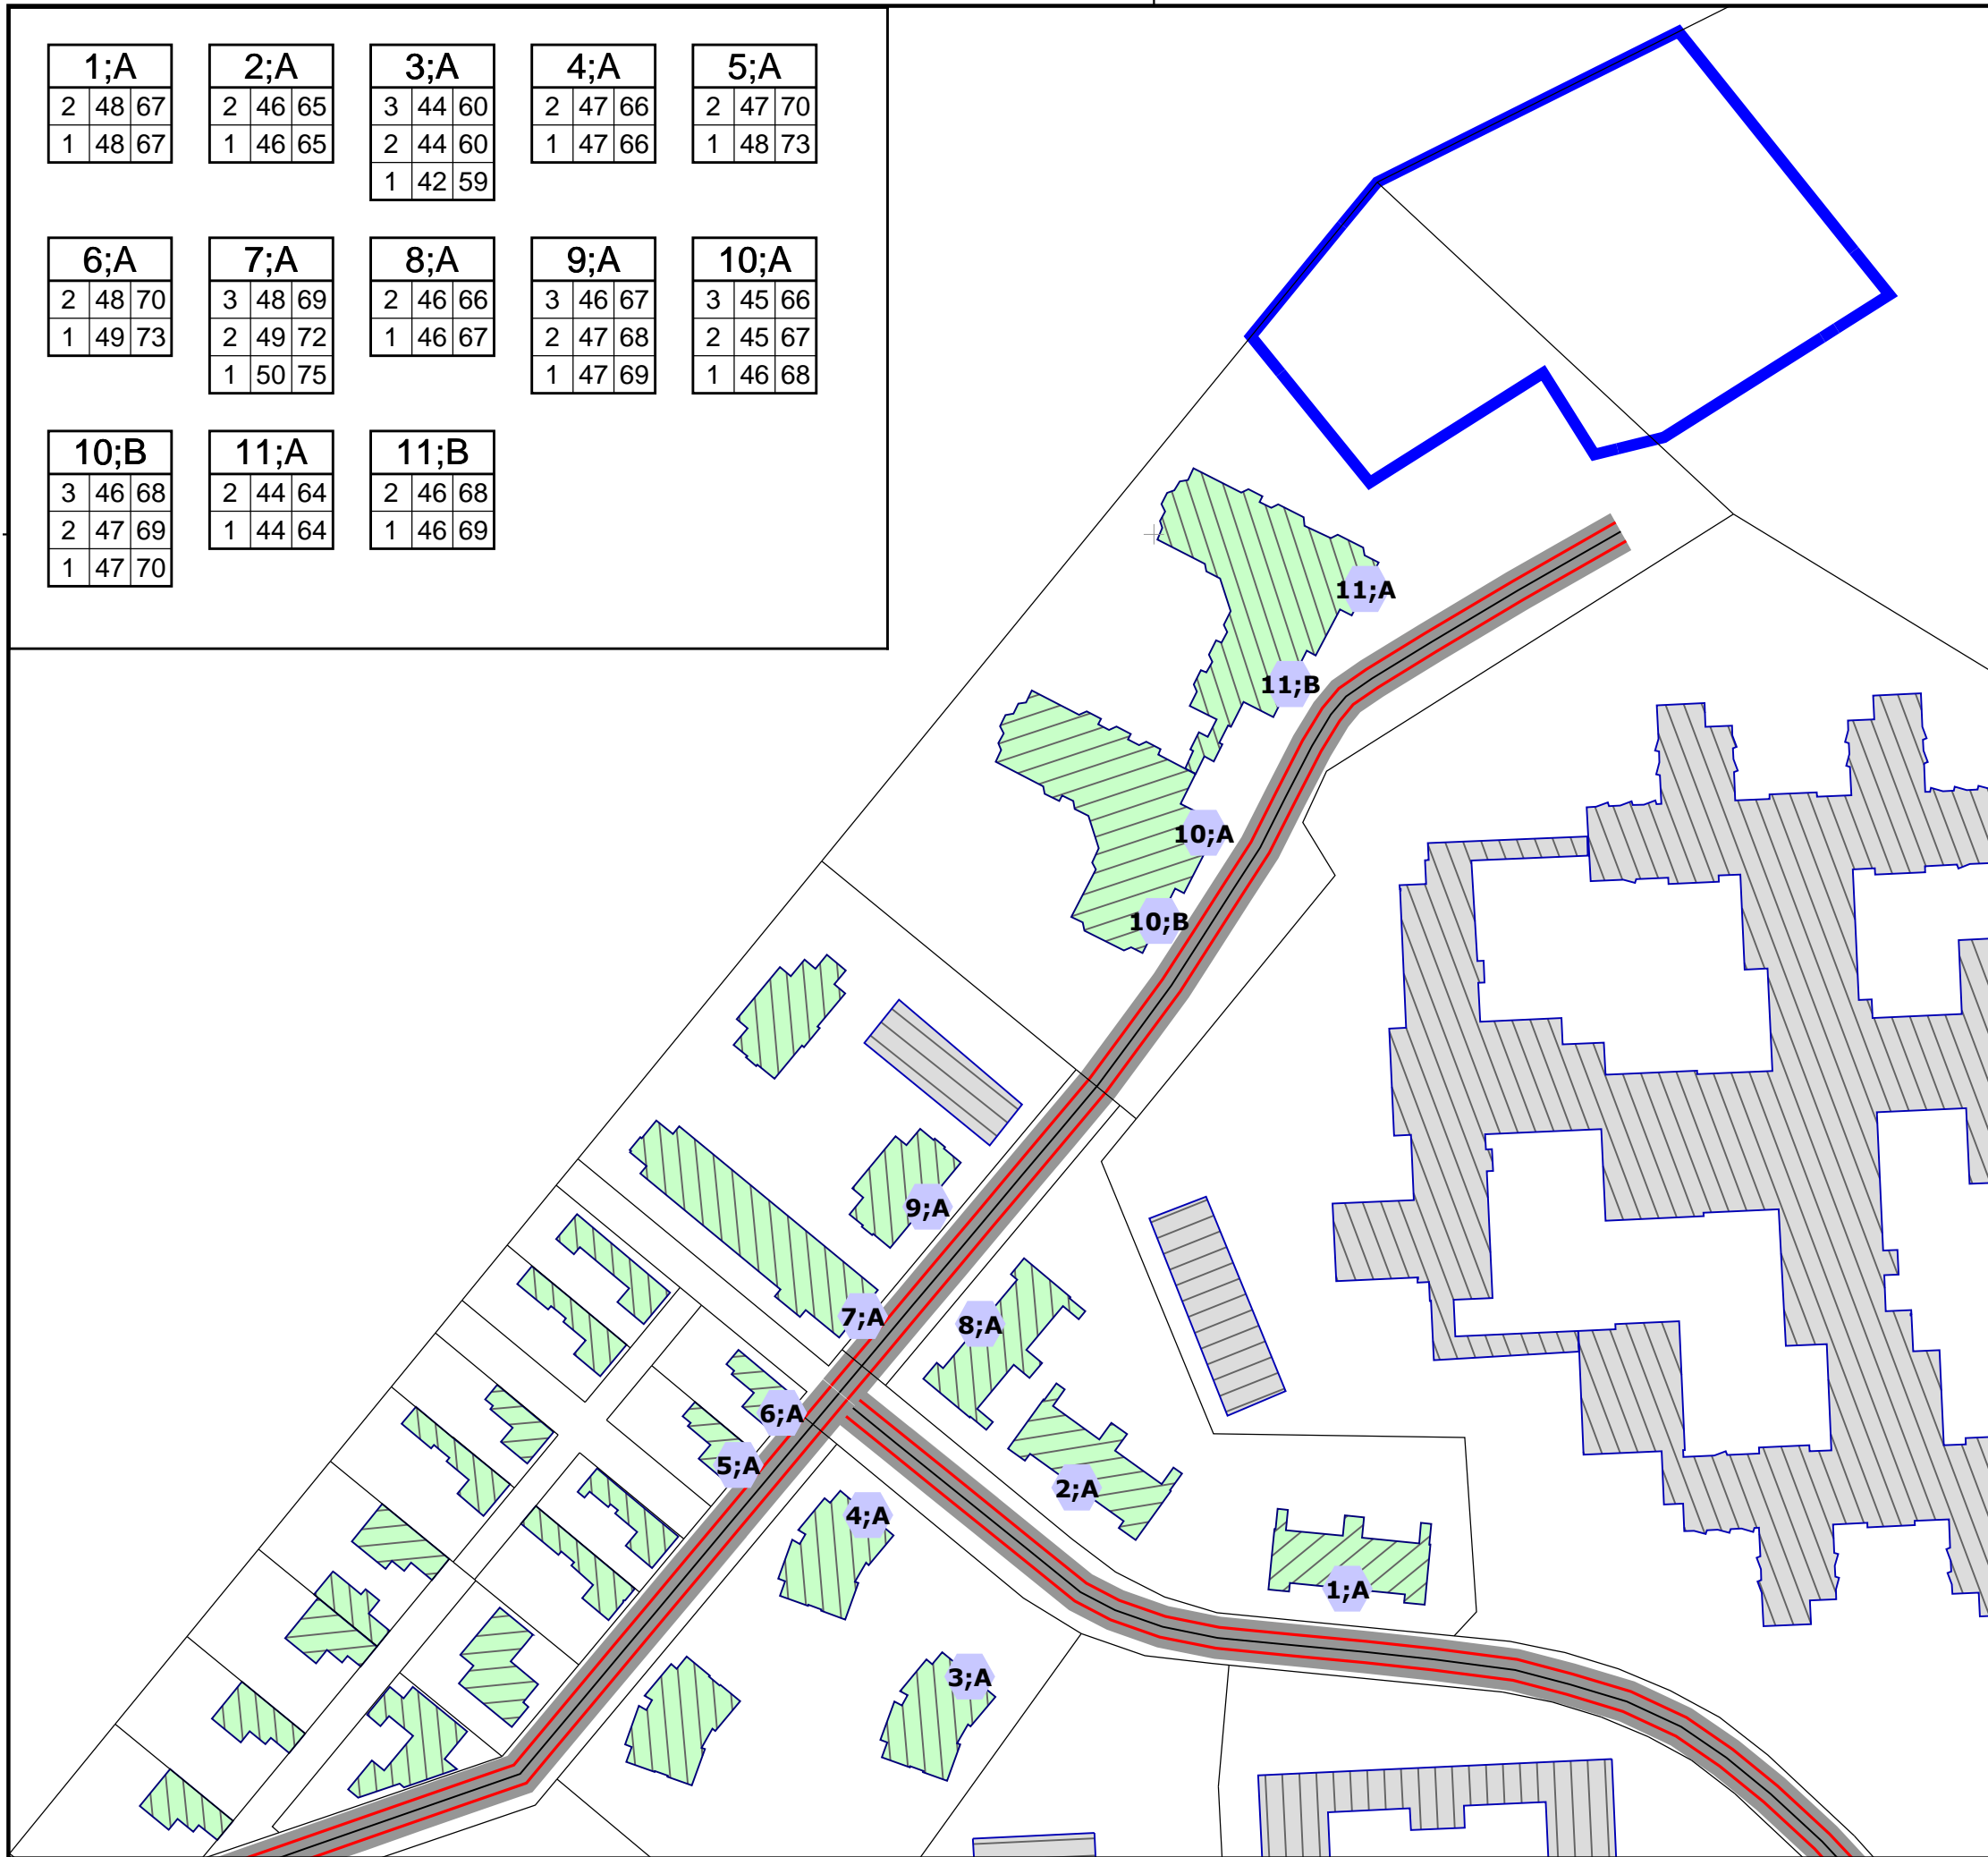 1;A
2 48 67
1 48 67
2;A
2 46 65
1 46 65
3;A
3 44 60
2 44 60
1 42 59
4;A
2 47 66
1 47 66
5;A
2 47 70
1 48 73
6;A
2 48 70
1 49 73
7;A
3 48 69
2 49 72
1 50 75
8;A
2 46 66
1 46 67
9;A
3 46 67
2 47 68
1 47 69
10;A
3 45 66
2 45 67
1 46 68
10;B
3 46 68
2 47 69
1 47 70
11;A
2 44 64
1 44 64
11;B
2 46 68
1 46 69
11;A
11;B
10;A
10;B
9;A
7;A
8;A
6;A
5;A
2;A
4;A
1;A
3;A